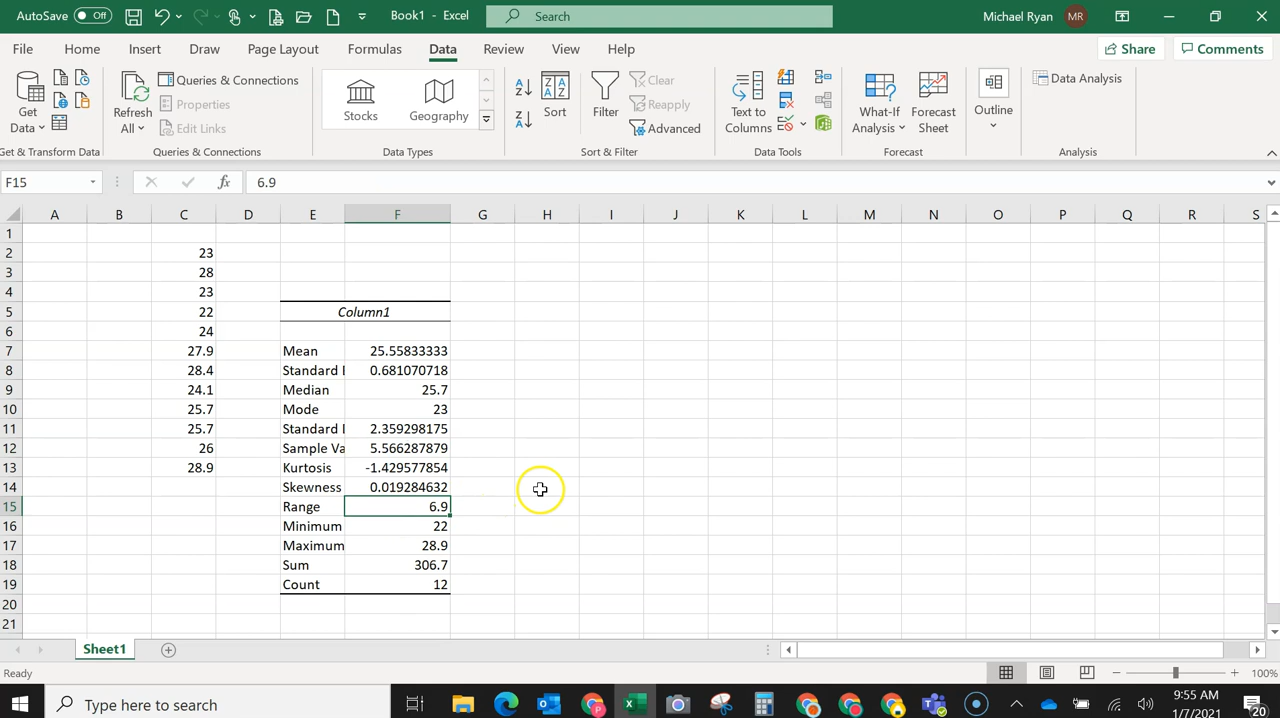 AutoSave Off Book1 - Excel Search Michael Ryan MR
File Home Insert Draw Page Layout Formulas Data Review View Help Share Comments
Get Data
Refresh All
Queries & Connections
Properties
Edit Links
Stocks
Geography
Sort
Filter
Clear
Reapply
Advanced
Text to Columns
What-If Analysis
Forecast Sheet
Outline
Data Analysis
Get & Transform Data Queries & Connections Data Types Sort & Filter Data Tools Forecast Analysis
F15 fx 6.9
A B C D E F G H I J K L M N O P Q R S
1
2 23
3 28
4 23
5 22 Column1
6 24
7 27.9 Mean 25.55833333
8 28.4 Standard E 0.681070718
9 24.1 Median 25.7
10 25.7 Mode 23
11 25.7 Standard D 2.359298175
12 26 Sample Va 5.566287879
13 28.9 Kurtosis -1.429577854
14 Skewness 0.019284632
15 Range 6.9
16 Minimum 22
17 Maximum 28.9
18 Sum 306.7
19 Count 12
20
21
Sheet1
Ready 100%
Type here to search
9:55 AM
1/7/2021
20